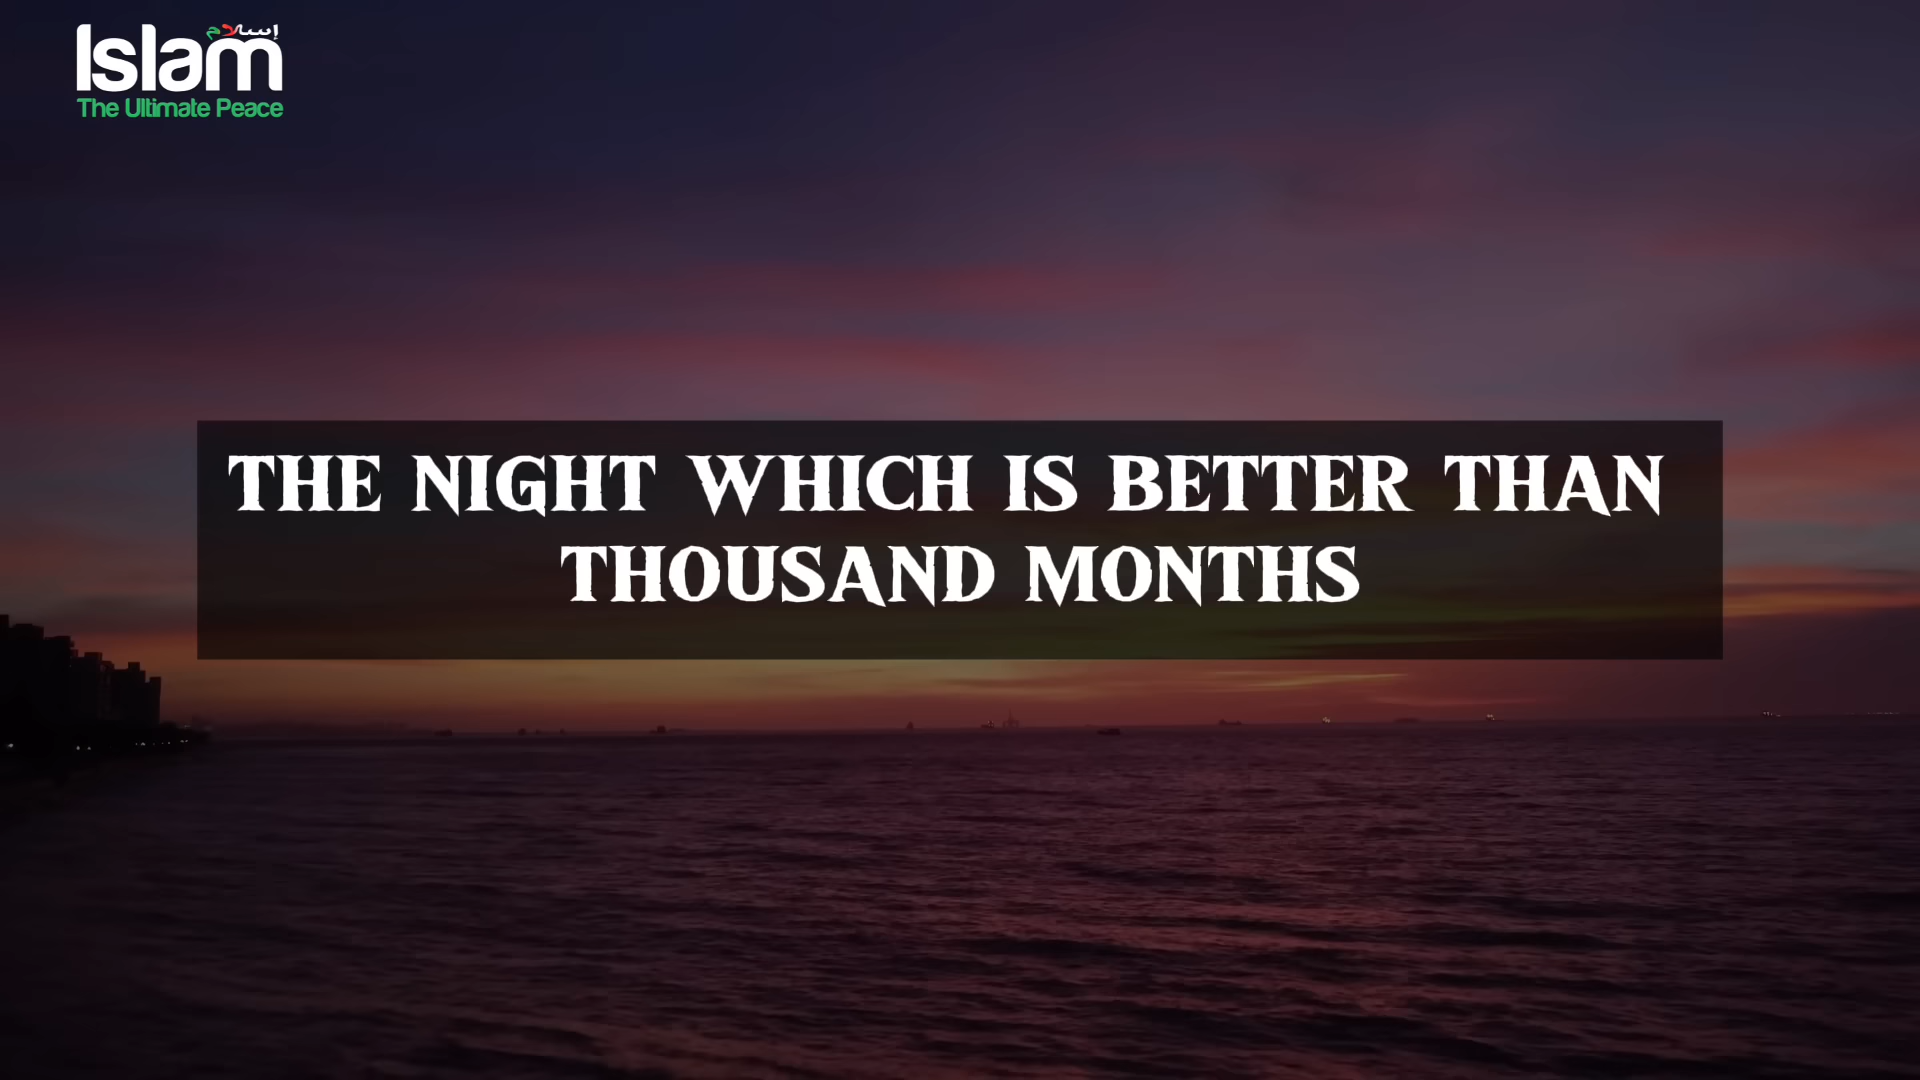 إسلام
Islam
The Ultimate Peace
THE NIGHT WHICH IS BETTER THAN
THOUSAND MONTHS